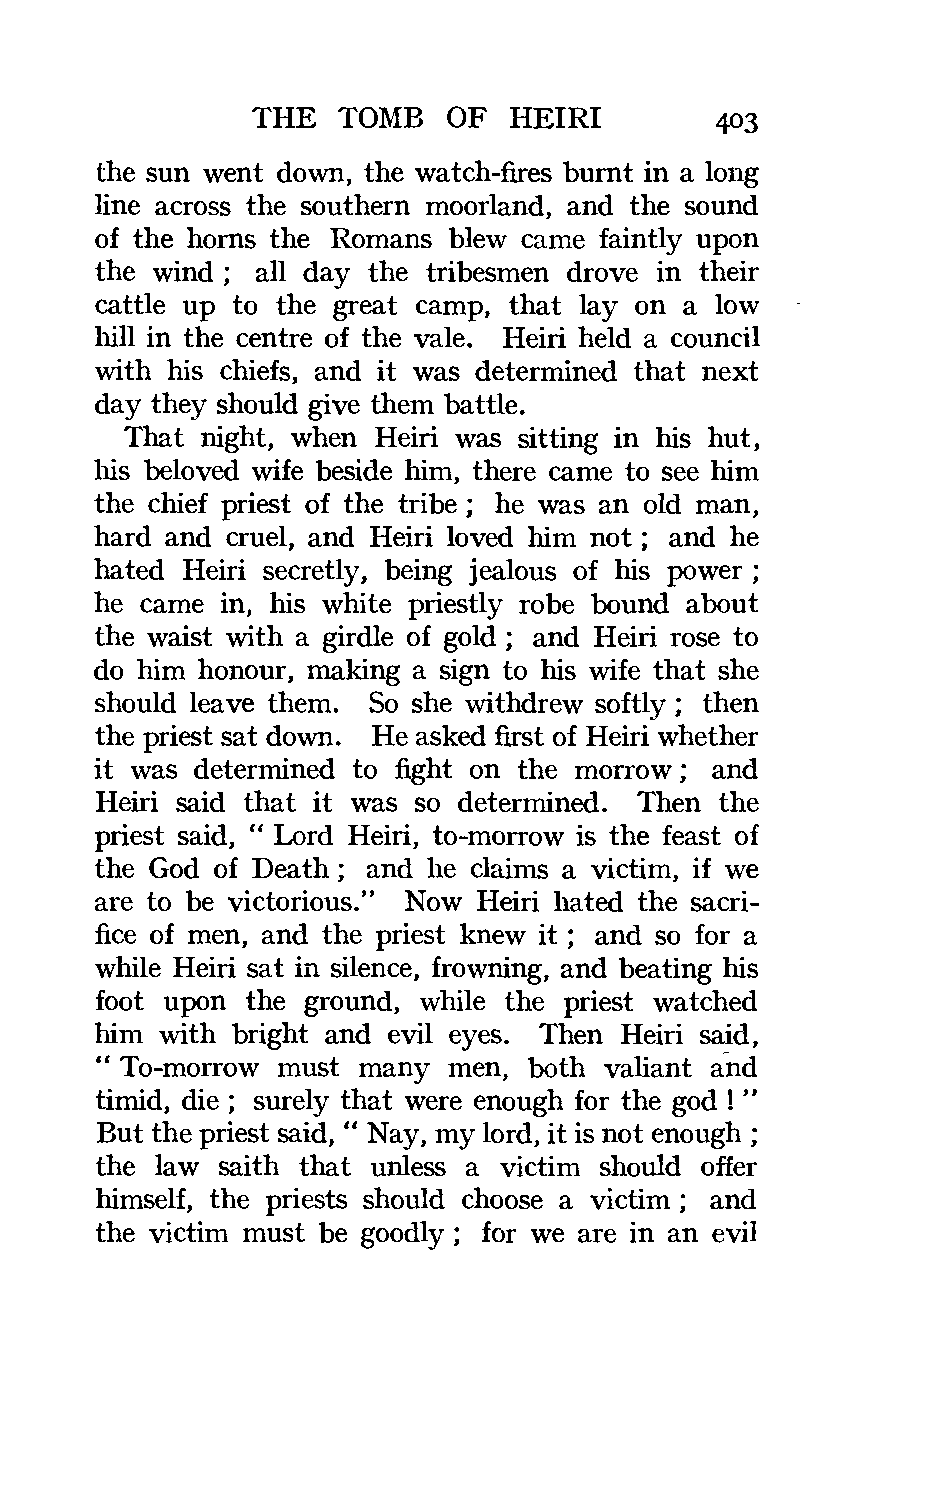 THE TOMB OF HEIRI 403
the sun went down, the watch-fires burnt in a long
line across the southern moorland, and the sound
of the horns the Romans blew came faintly upon
the wind ; all day the tribesmen drove in their
cattle up to the great camp, that lay on a low
hill in the centre of the vale. Heiri held a council
with his chiefs, and it was determined that next
day they should give them battle.
That night, when Heiri was sitting in his hut,
his beloved wife beside him, there came to see him
the chief priest of the tribe ; he was an old man,
hard and cruel, and Heiri loved him not ; and he
hated Heiri secretly, being jealous of his power ;
he came in, his white priestly robe bound about
the waist with a girdle of gold ; and Heiri rose to
do him honour, making a sign to his wife that she
should leave them. So she withdrew softly ; then
the priest sat down. He asked first of Heiri whether
it was determined to fight on the morrow ; and
Heiri said that it was so determined. Then the
priest said, “ Lord Heiri, to-morrow is the feast of
the God of Death ; and he claims a victim, if we
are to be victorious.” Now Heiri hated the sacri-
fice of men, and the priest knew it ; and so for a
while Heiri sat in silence, frowning, and beating his
foot upon the ground, while the priest watched
him with bright and evil eyes. Then Heiri said,
“ To-morrow must many men, both valiant and
timid, die ; surely that were enough for the god ! ”
But the priest said, “ Nay, my lord, it is not enough ;
the law saith that unless a victim should offer
himself, the priests should choose a victim ; and
the victim must be goodly ; for we are in an evil